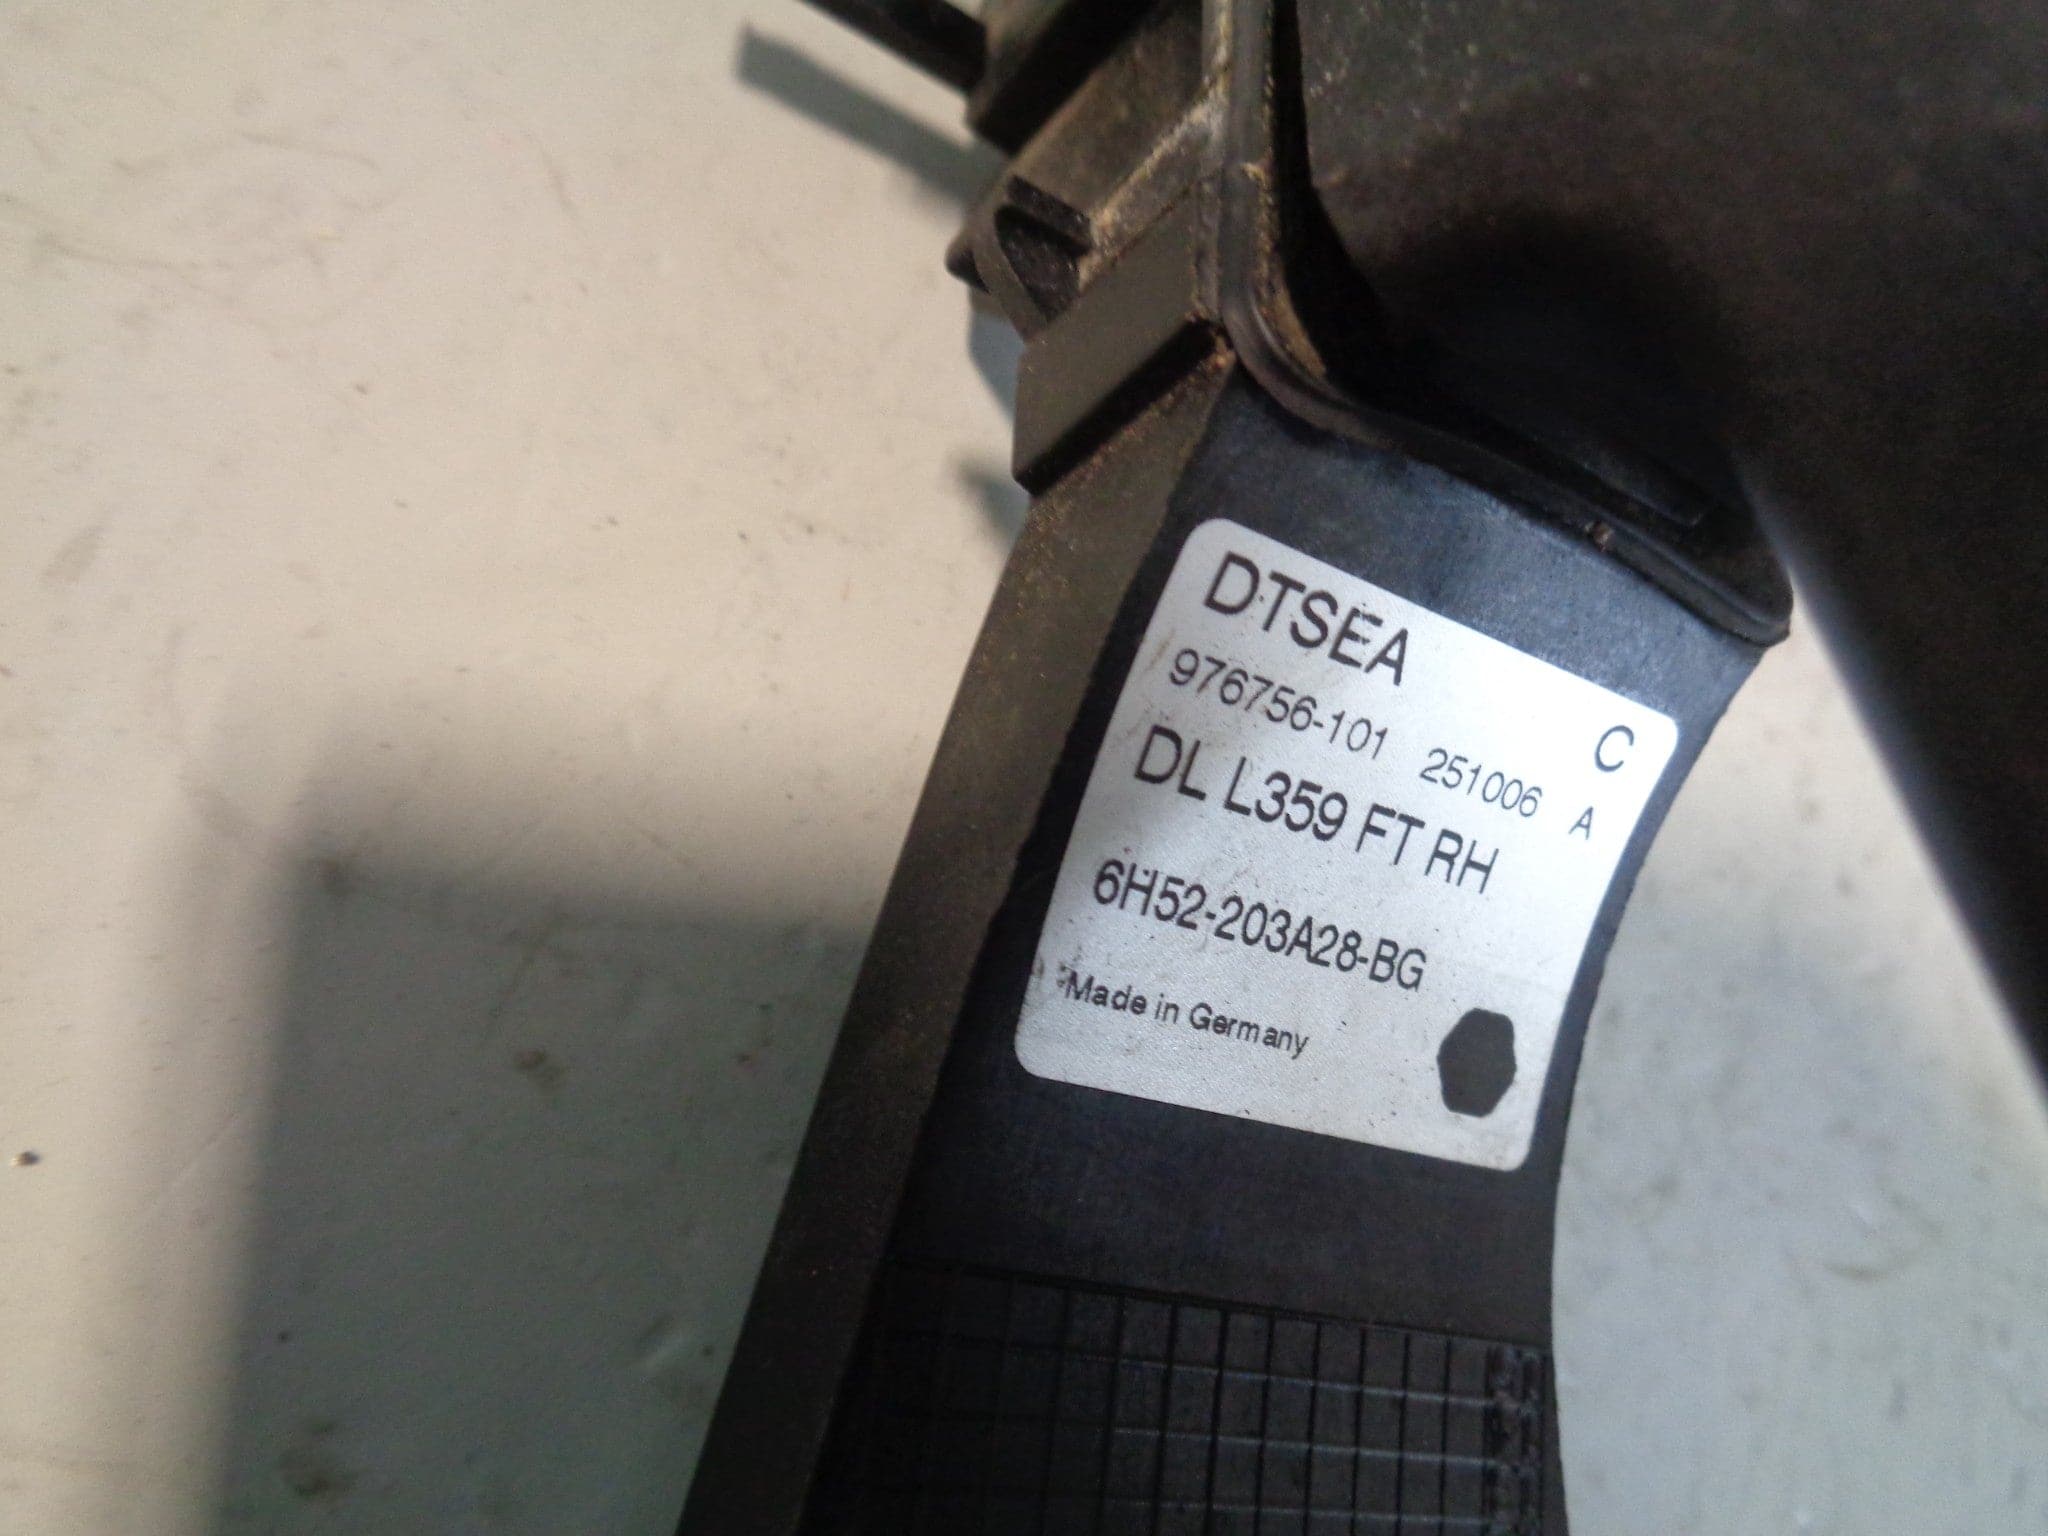 DTSEA C
976756-101 251006 A
DL L359 FT RH
6H52-203A28-BG
Made in Germany